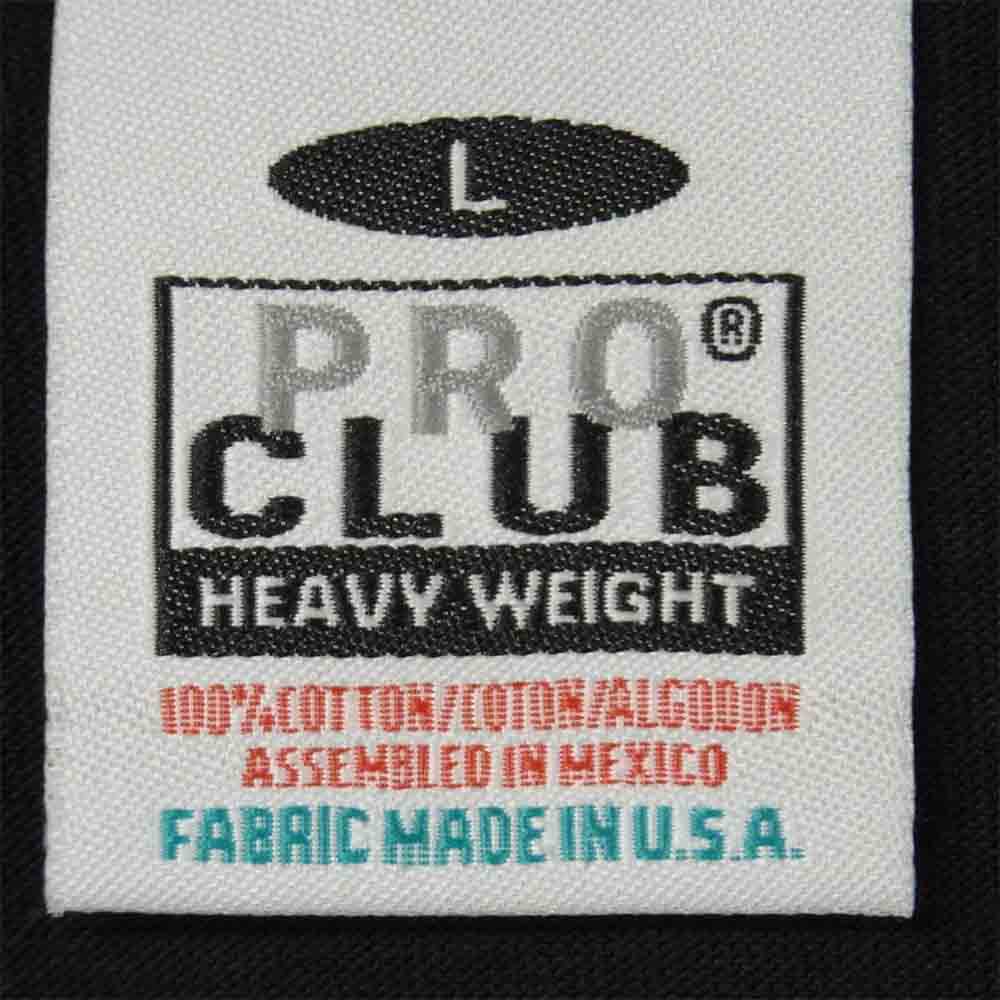 L
PRO®
CLUB
HEAVY WEIGHT
100% COTTON/COTON/ALGODON
ASSEMBLED IN MEXICO
FABRIC MADE IN U.S.A.